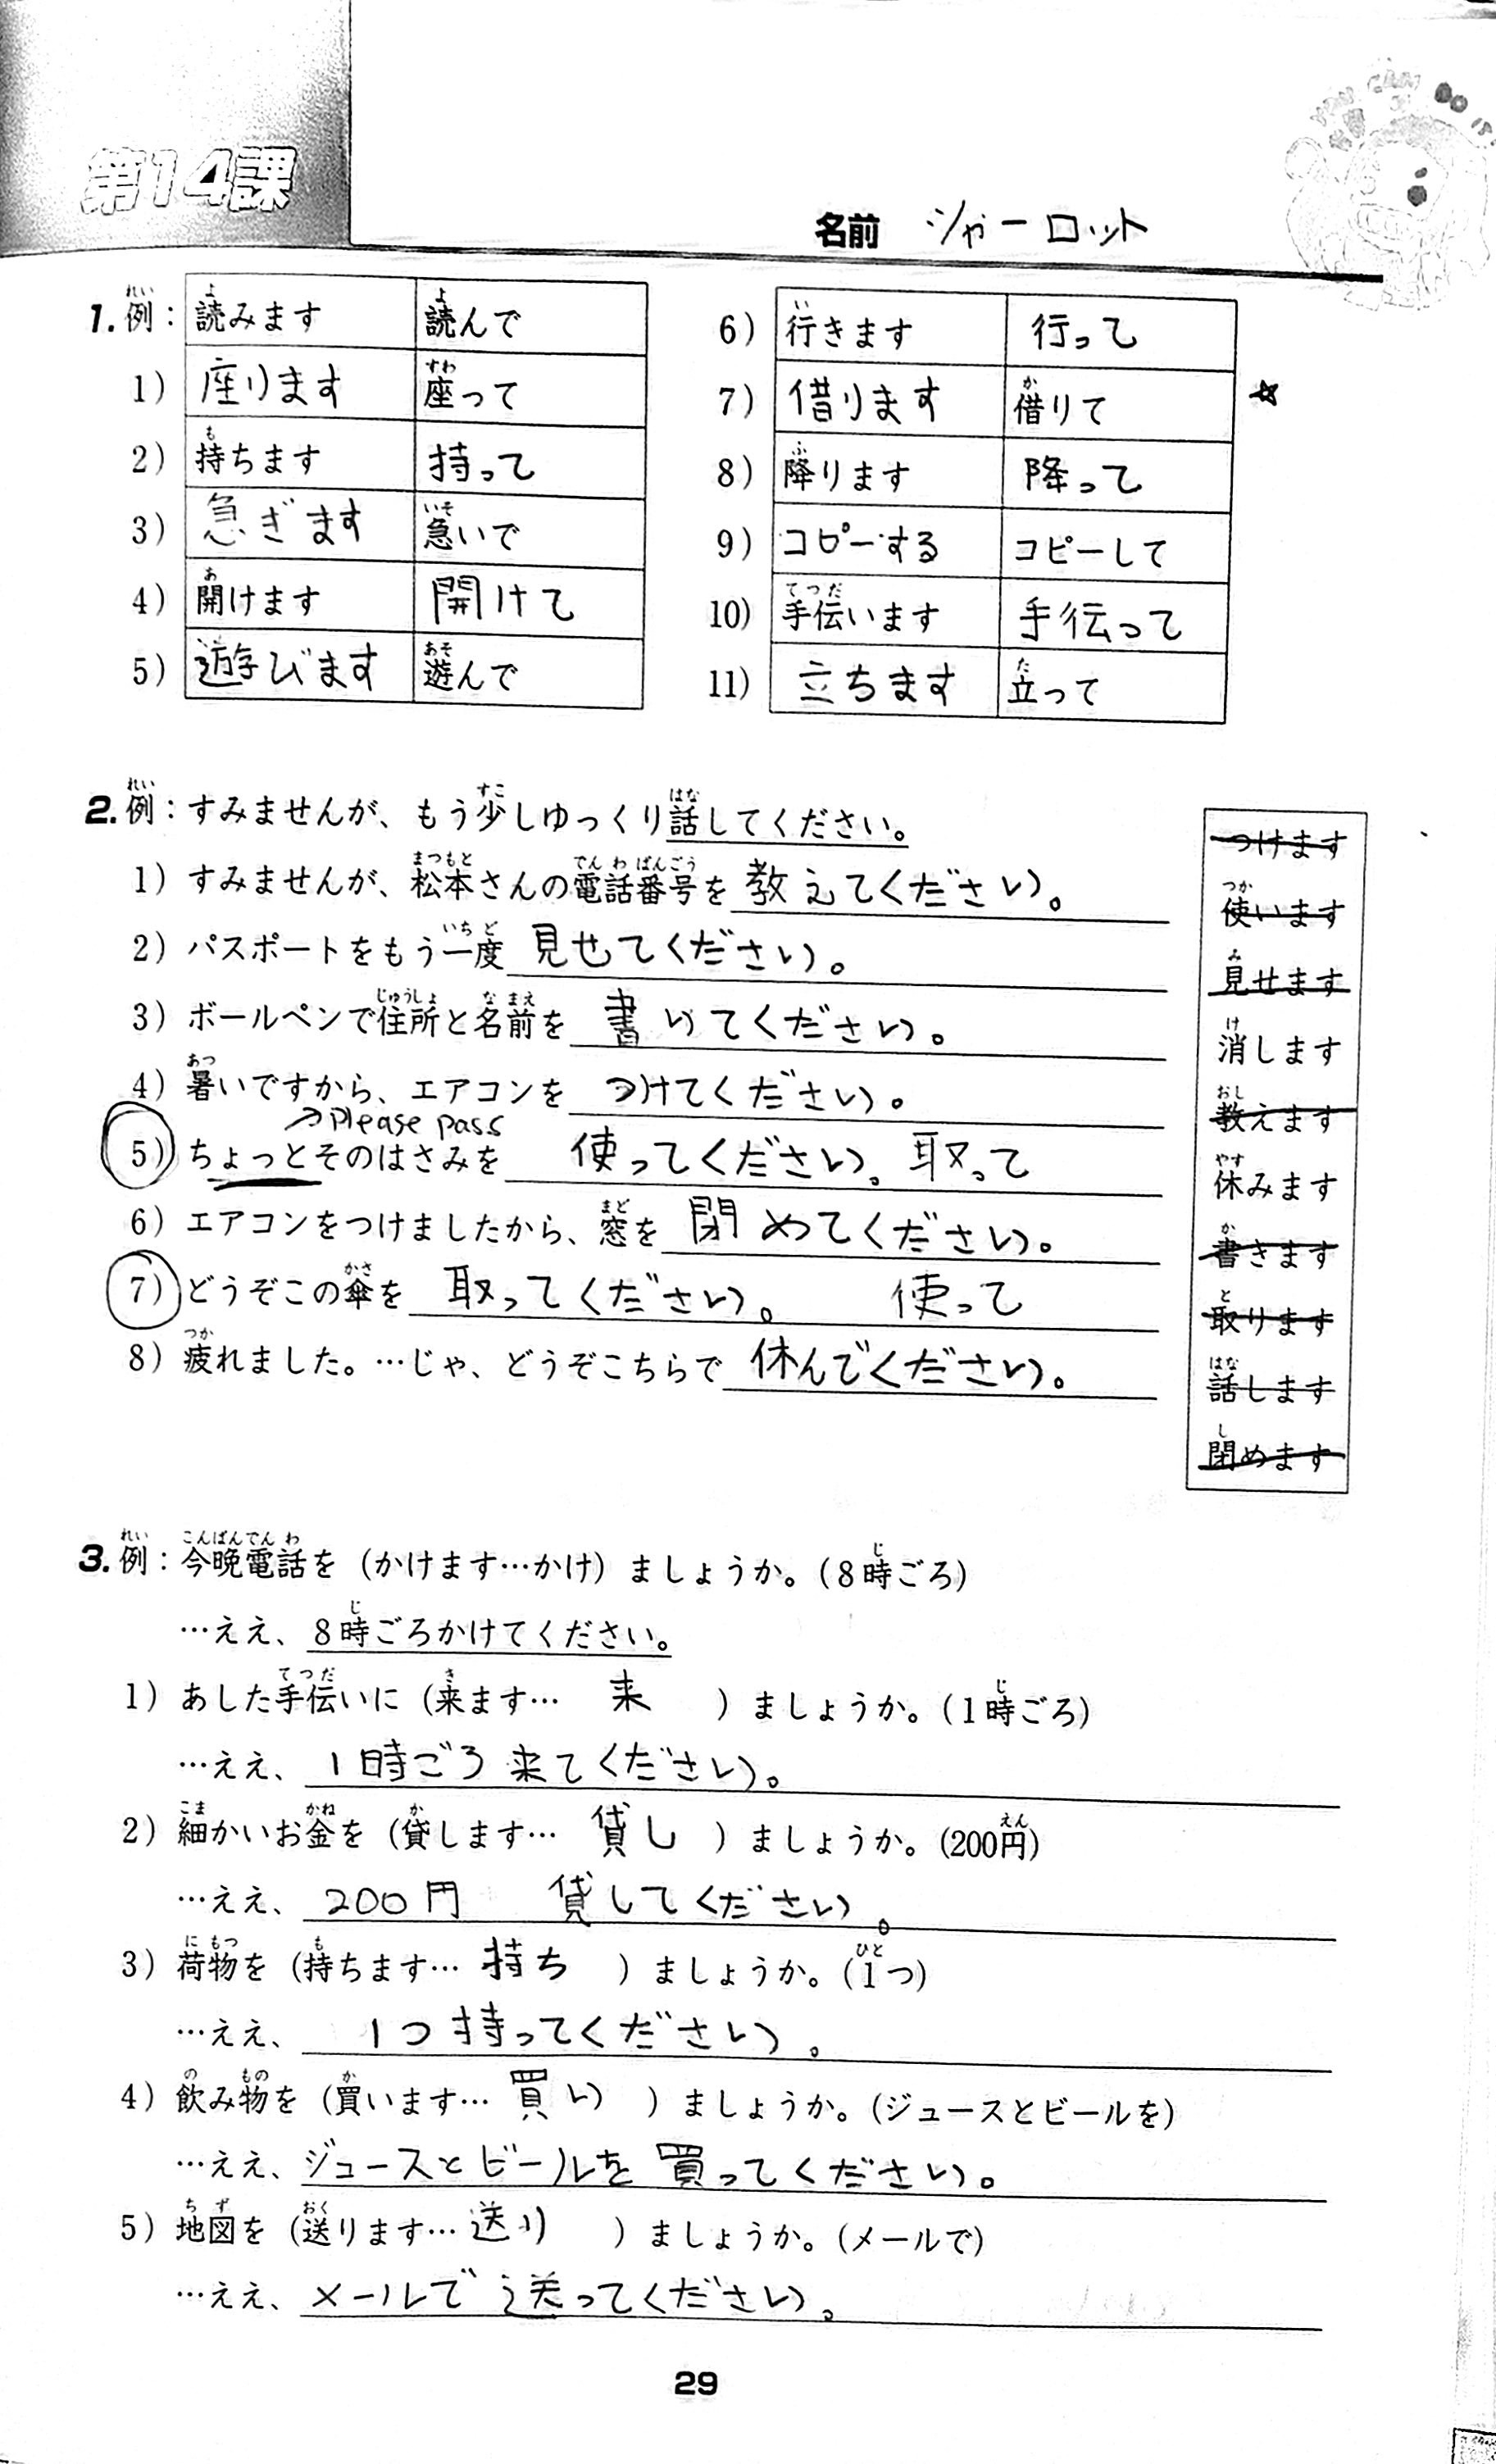 YOU CAN DO IT
第14課
名前 シャーロット
1. 例：読みます 読んで
1) 座ります 座って
2) 持ちます 持って
3) 急ぎます 急いで
4) 開けます 開けて
5) 遊びます 遊んで
6) 行きます 行って
7) 借ります 借りて ☆
8) 降ります 降って
9) コピーする コピーして
10) 手伝います 手伝って
11) 立ちます 立って
2. 例：すみませんが、もう少しゆっくり話してください。
1) すみませんが、松本さんの電話番号を 教えてください。
2) パスポートをもう一度 見せてください。
3) ボールペンで住所と名前を 書いてください。
4) 暑いですから、エアコンを つけてください。
→Please pass
5) ちょっとそのはさみを 使ってください。取って
6) エアコンをつけましたから、窓を 閉めてください。
7) どうぞこの傘を 取ってください。 使って
8) 疲れました。…じゃ、どうぞこちらで 休んでください。
つけます
使います
見せます
消します
教えます
休みます
書きます
取ります
話します
閉めます
3. 例：今晩電話を（かけます…かけ）ましょうか。（8時ごろ）
…ええ、8時ごろかけてください。
1) あした手伝いに（来ます… 来 ）ましょうか。（1時ごろ）
…ええ、1時ごろ来てください。
2) 細かいお金を（貸します… 貸し ）ましょうか。（200円）
…ええ、200円 貸してください。
3) 荷物を（持ちます… 持ち ）ましょうか。（1つ）
…ええ、1つ持ってください。
4) 飲み物を（買います… 買い ）ましょうか。（ジュースとビールを）
…ええ、ジュースとビールを買ってください。
5) 地図を（送ります… 送り ）ましょうか。（メールで）
…ええ、メールで送ってください。
29